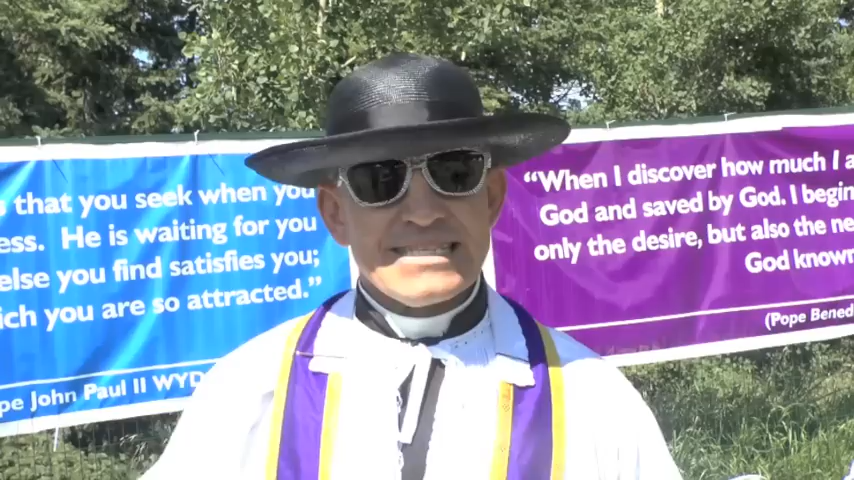 that you seek when you
ess. He is waiting for you
else you find satisfies you;
ich you are so attracted.”
pe John Paul II WYD
“When I discover how much I a
God and saved by God. I begin
only the desire, but also the ne
God known
(Pope Bened